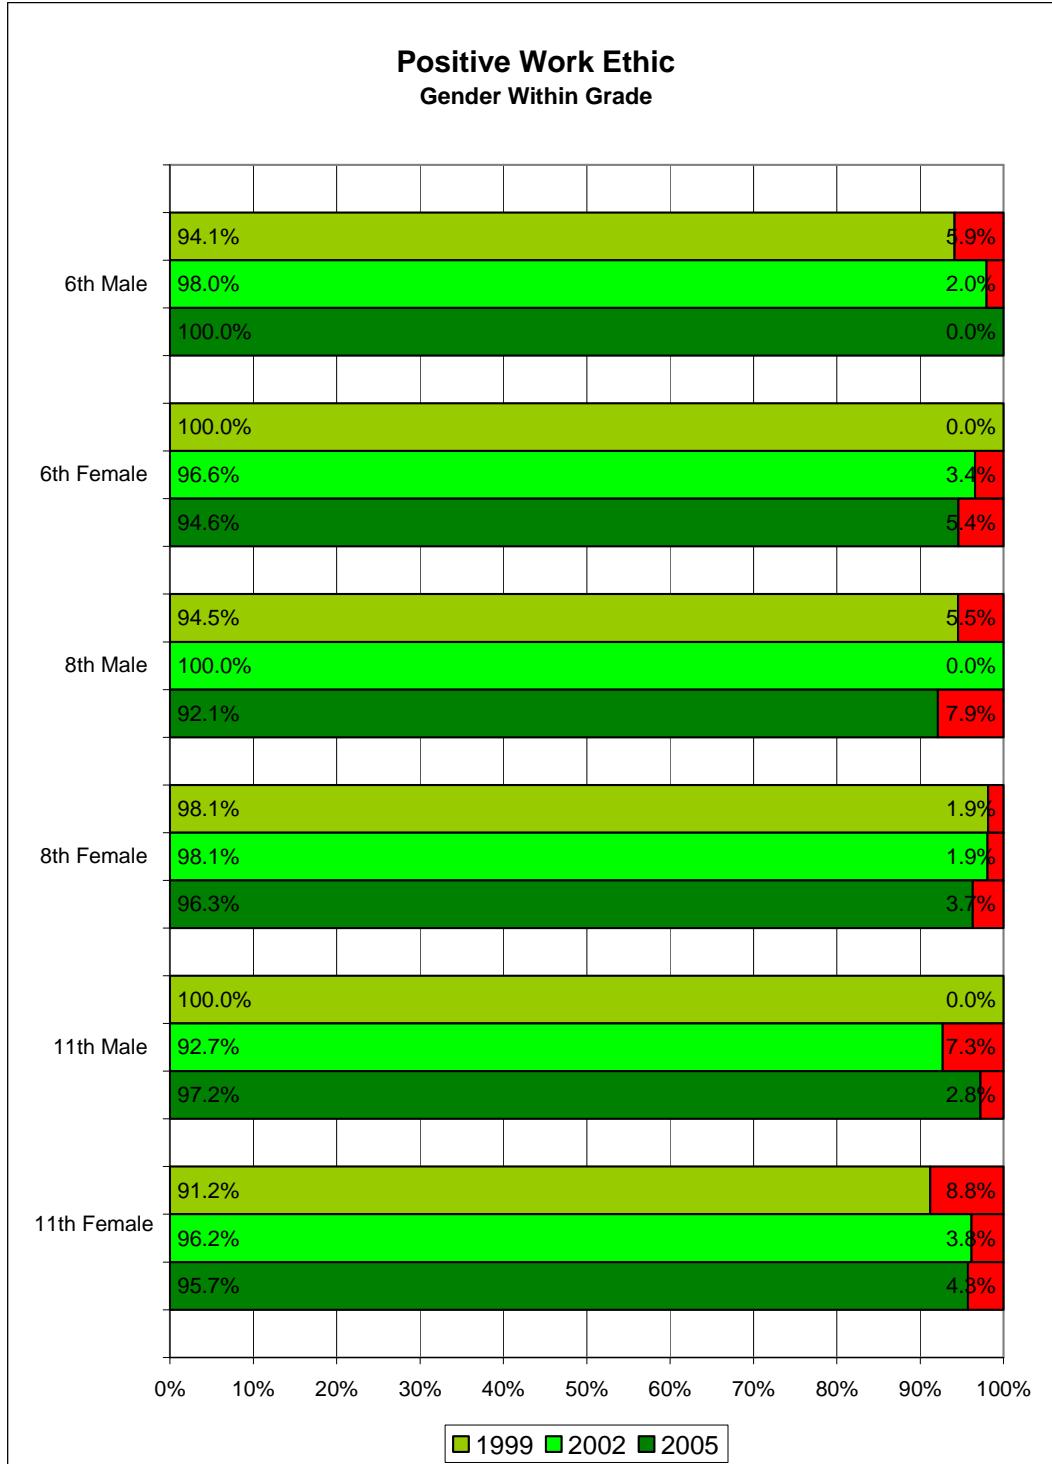 Positive Work Ethic
Gender Within Grade
94.1% 5.9%
6th Male 98.0% 2.0%
100.0% 0.0%
100.0% 0.0%
6th Female 96.6% 3.4%
94.6% 5.4%
94.5% 5.5%
8th Male 100.0% 0.0%
92.1% 7.9%
98.1% 1.9%
8th Female 98.1% 1.9%
96.3% 3.7%
100.0% 0.0%
11th Male 92.7% 7.3%
97.2% 2.8%
91.2% 8.8%
11th Female 96.2% 3.8%
95.7% 4.3%
0% 10% 20% 30% 40% 50% 60% 70% 80% 90% 100%
1999 2002 2005